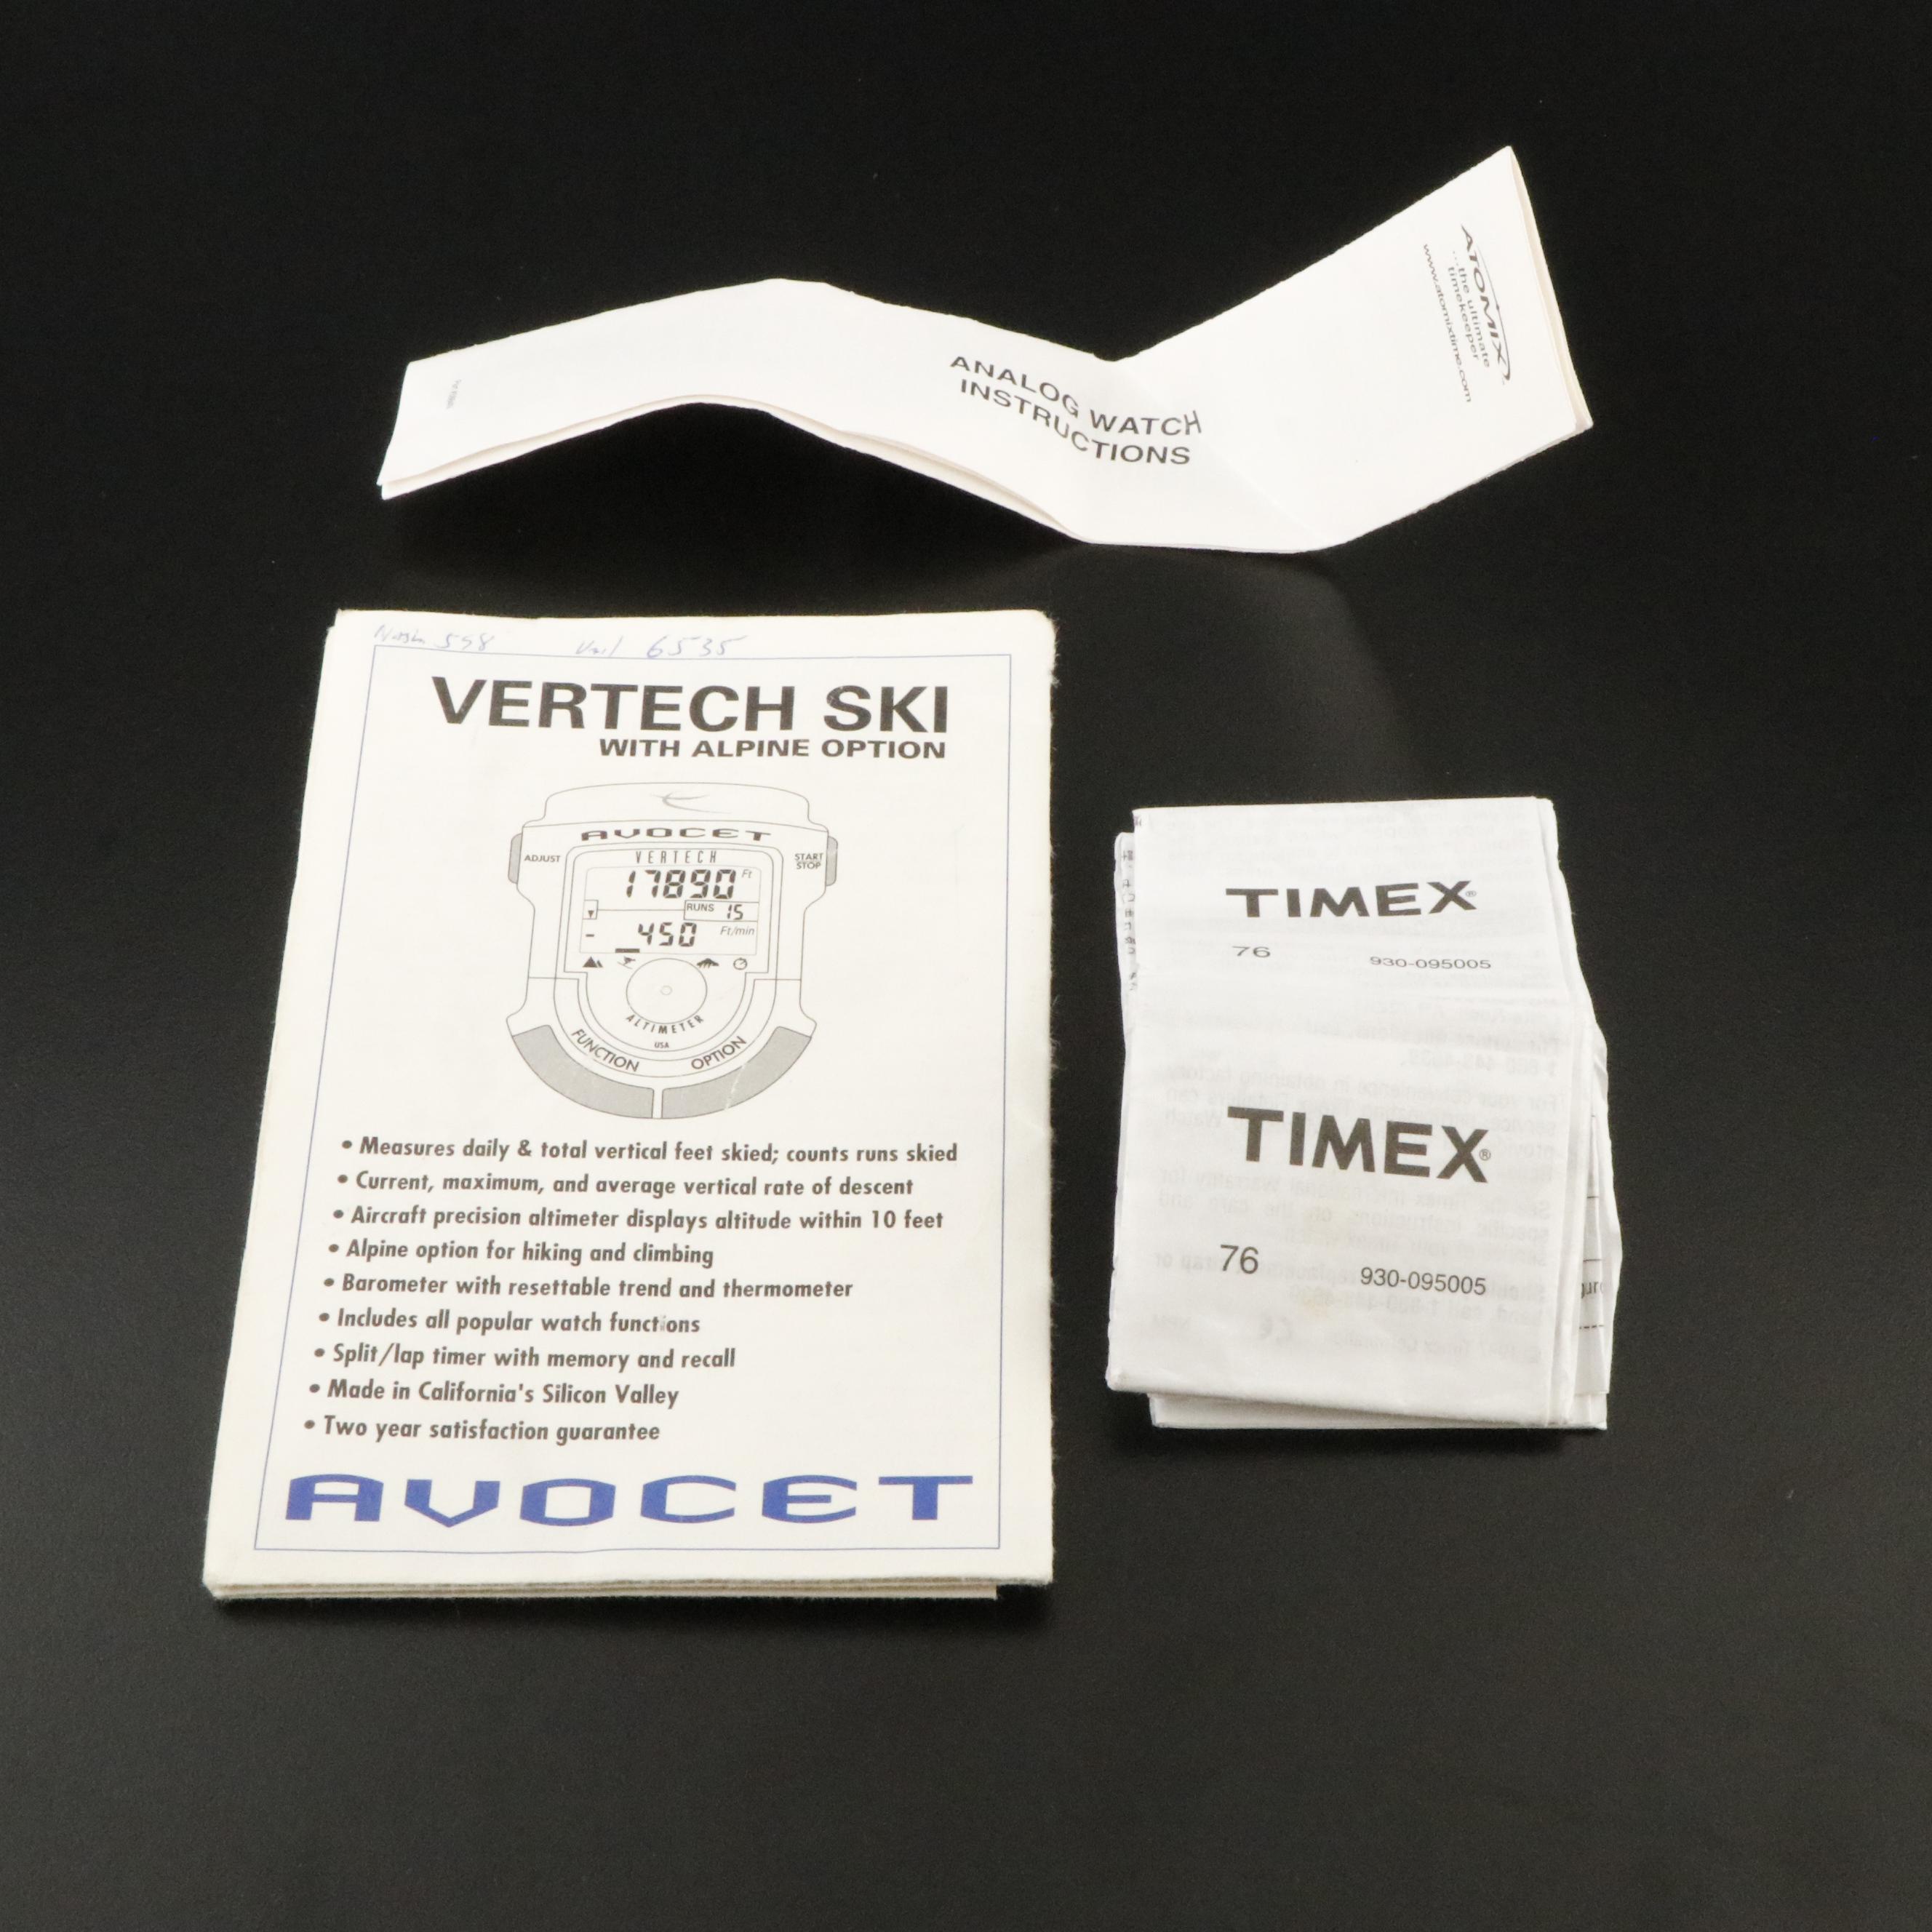 ATOMIX
...the ultimate
timekeeper
www.atomixtime.com
ANALOG WATCH
INSTRUCTIONS
598 Vail 6535
VERTECH SKI
WITH ALPINE OPTION
AVOCET
ADJUST
VERTECH
START
STOP
17890 Ft
RUNS 15
- 450 Ft/min
ALTIMETER
USA
FUNCTION
OPTION
• Measures daily & total vertical feet skied; counts runs skied
• Current, maximum, and average vertical rate of descent
• Aircraft precision altimeter displays altitude within 10 feet
• Alpine option for hiking and climbing
• Barometer with resettable trend and thermometer
• Includes all popular watch functions
• Split/lap timer with memory and recall
• Made in California's Silicon Valley
• Two year satisfaction guarantee
AVOCET
TIMEX®
76 930-095005
TIMEX®
76 930-095005